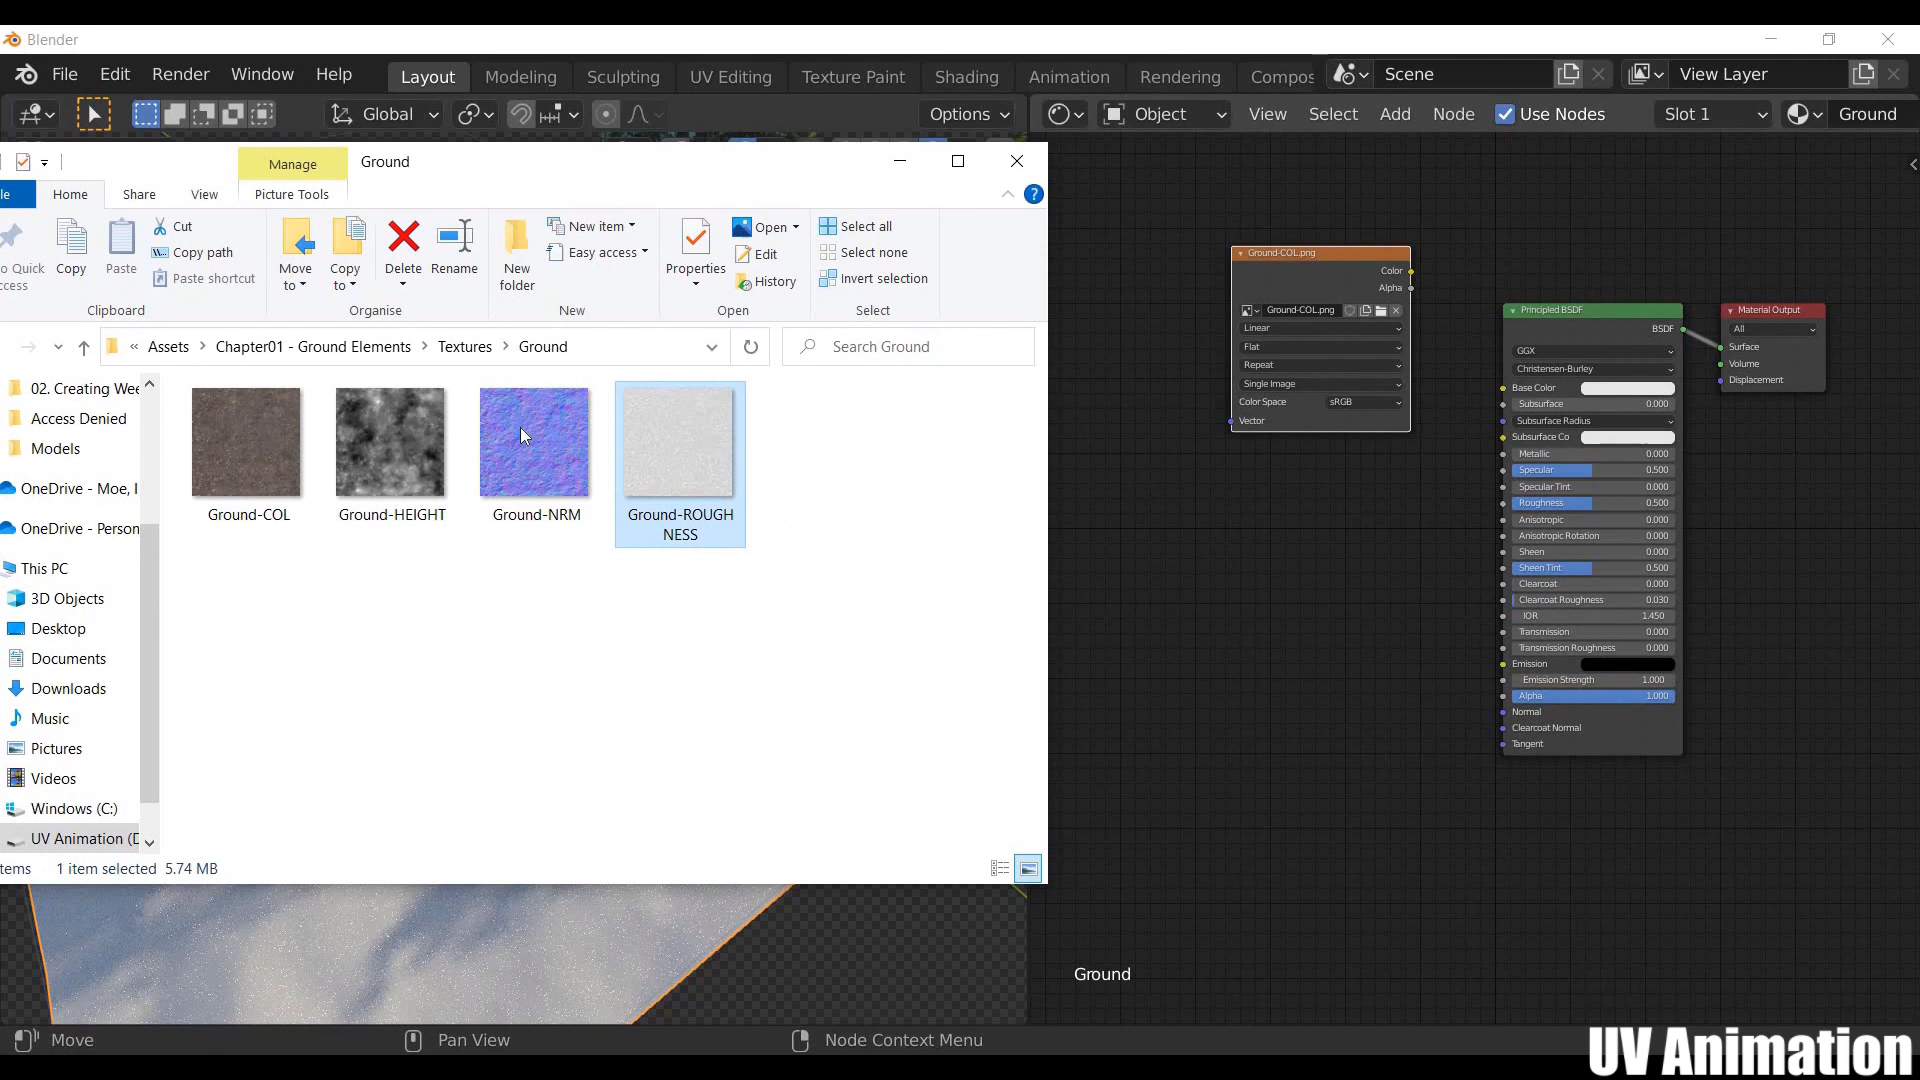 Blender
File Edit Render Window Help Layout Modeling Sculpting UV Editing Texture Paint Shading Animation Rendering Compos Scene View Layer
Global Options Object View Select Add Node Use Nodes Slot 1 Ground
Manage Ground
le Home Share View Picture Tools
Cut
Copy path
Paste shortcut
o Quick
ccess
Copy
Paste
Clipboard
Move
to
Copy
to
Delete
Rename
Organise
New
folder
New item
Easy access
New
Properties
Open
Edit
History
Open
Select all
Select none
Invert selection
Select
« Assets > Chapter01 - Ground Elements > Textures > Ground
Search Ground
02. Creating Wee
Access Denied
Models
OneDrive - Moe, I
OneDrive - Person
This PC
3D Objects
Desktop
Documents
Downloads
Music
Pictures
Videos
Windows (C:)
UV Animation (D
Ground-COL
Ground-HEIGHT
Ground-NRM
Ground-ROUGH
NESS
tems 1 item selected 5.74 MB
Ground-COL.png
Color
Alpha
Ground-COL.png
Linear
Flat
Repeat
Single Image
Color Space sRGB
Vector
Principled BSDF
BSDF
GGX
Christensen-Burley
Base Color
Subsurface 0.000
Subsurface Radius
Subsurface Co
Metallic 0.000
Specular 0.500
Specular Tint 0.000
Roughness 0.500
Anisotropic 0.000
Anisotropic Rotation 0.000
Sheen 0.000
Sheen Tint 0.500
Clearcoat 0.000
Clearcoat Roughness 0.030
IOR 1.450
Transmission 0.000
Transmission Roughness 0.000
Emission
Emission Strength 1.000
Alpha 1.000
Normal
Clearcoat Normal
Tangent
Material Output
All
Surface
Volume
Displacement
Ground
Move Pan View Node Context Menu
UV Animation